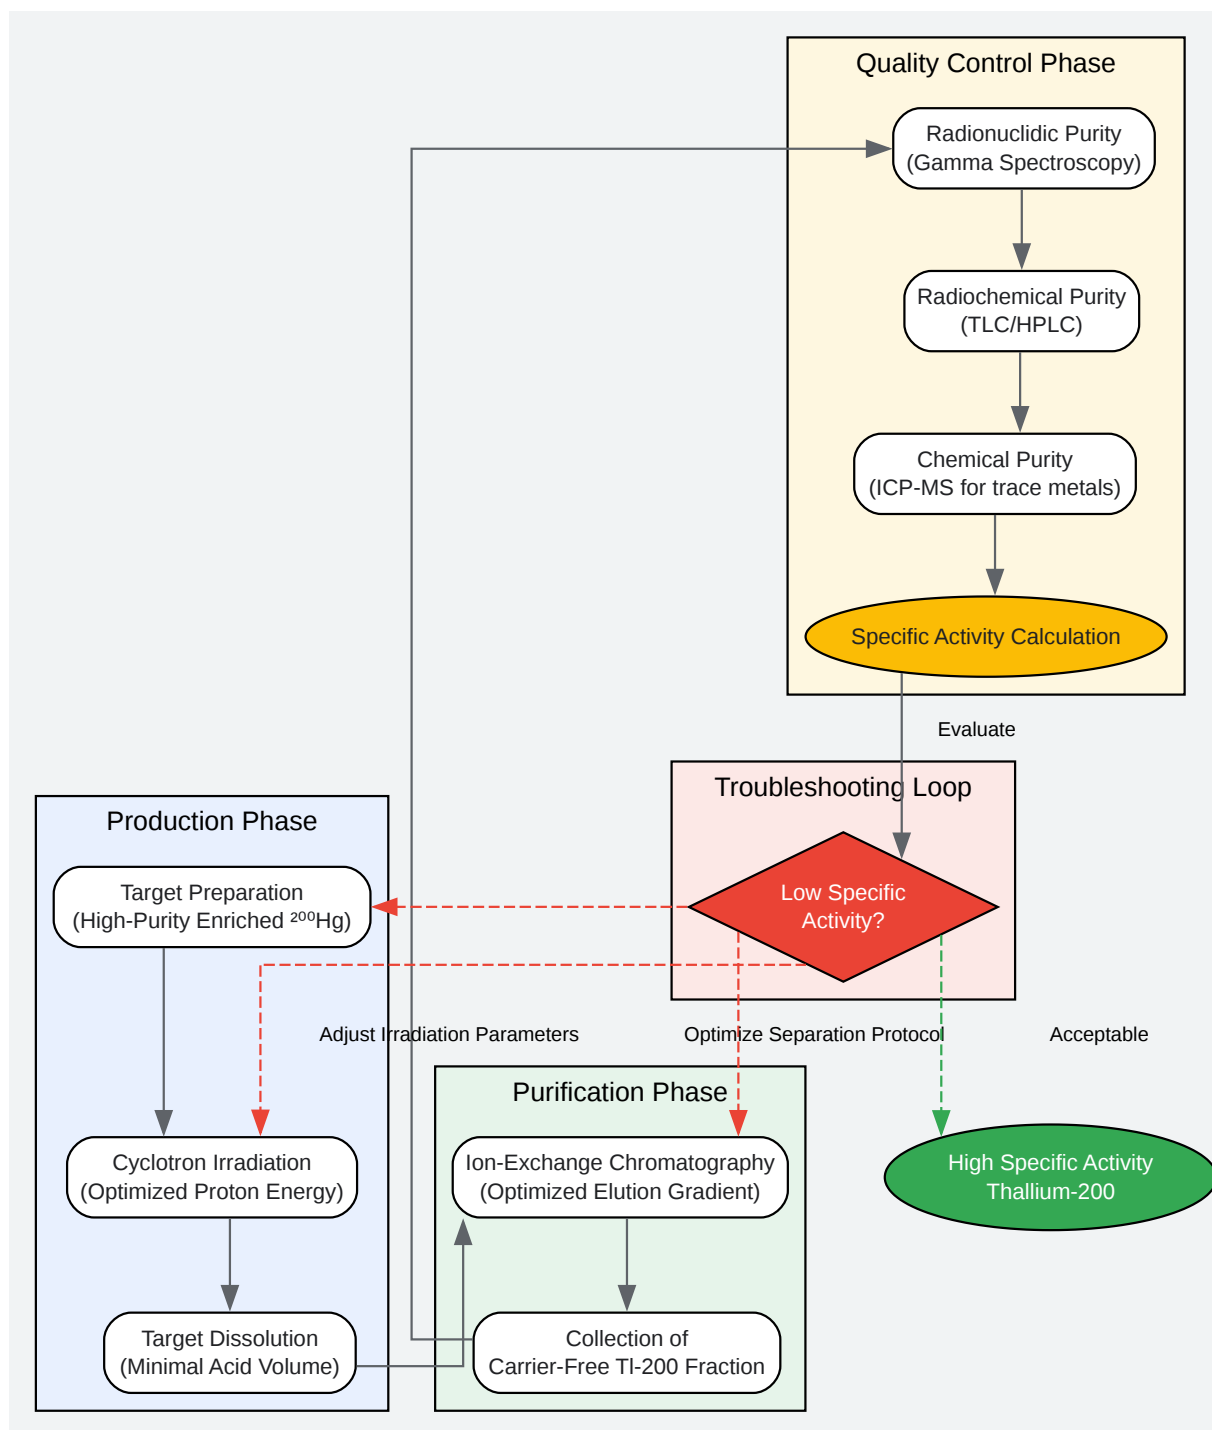 Quality Control Phase
Radionuclidic Purity
(Gamma Spectroscopy)
Radiochemical Purity
(TLC/HPLC)
Chemical Purity
(ICP-MS for trace metals)
Specific Activity Calculation
Evaluate
Troubleshooting Loop
Low Specific
Activity?
Production Phase
Target Preparation
(High-Purity Enriched ²⁰⁰Hg)
Adjust Irradiation Parameters
Optimize Separation Protocol
Acceptable
Cyclotron Irradiation
(Optimized Proton Energy)
Target Dissolution
(Minimal Acid Volume)
Purification Phase
Ion-Exchange Chromatography
(Optimized Elution Gradient)
Collection of
Carrier-Free Tl-200 Fraction
High Specific Activity
Thallium-200